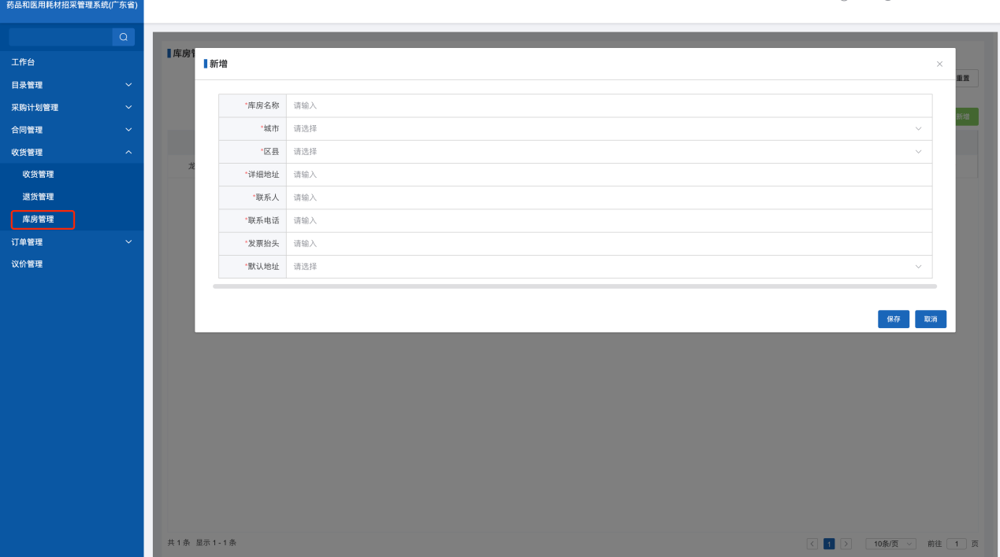 药品和医用耗材招采管理系统(广东省)
工作台
目录管理
采购计划管理
合同管理
收货管理
收货管理
退货管理
库房管理
订单管理
议价管理
库房
新增
重置
新增
*库房名称 请输入
*城市 请选择
*区县 请选择
*详细地址 请输入
*联系人 请输入
*联系电话 请输入
*发票抬头 请输入
*默认地址 请选择
保存 取消
共 1 条 显示 1 - 1 条
1 10条/页 前往 1 页